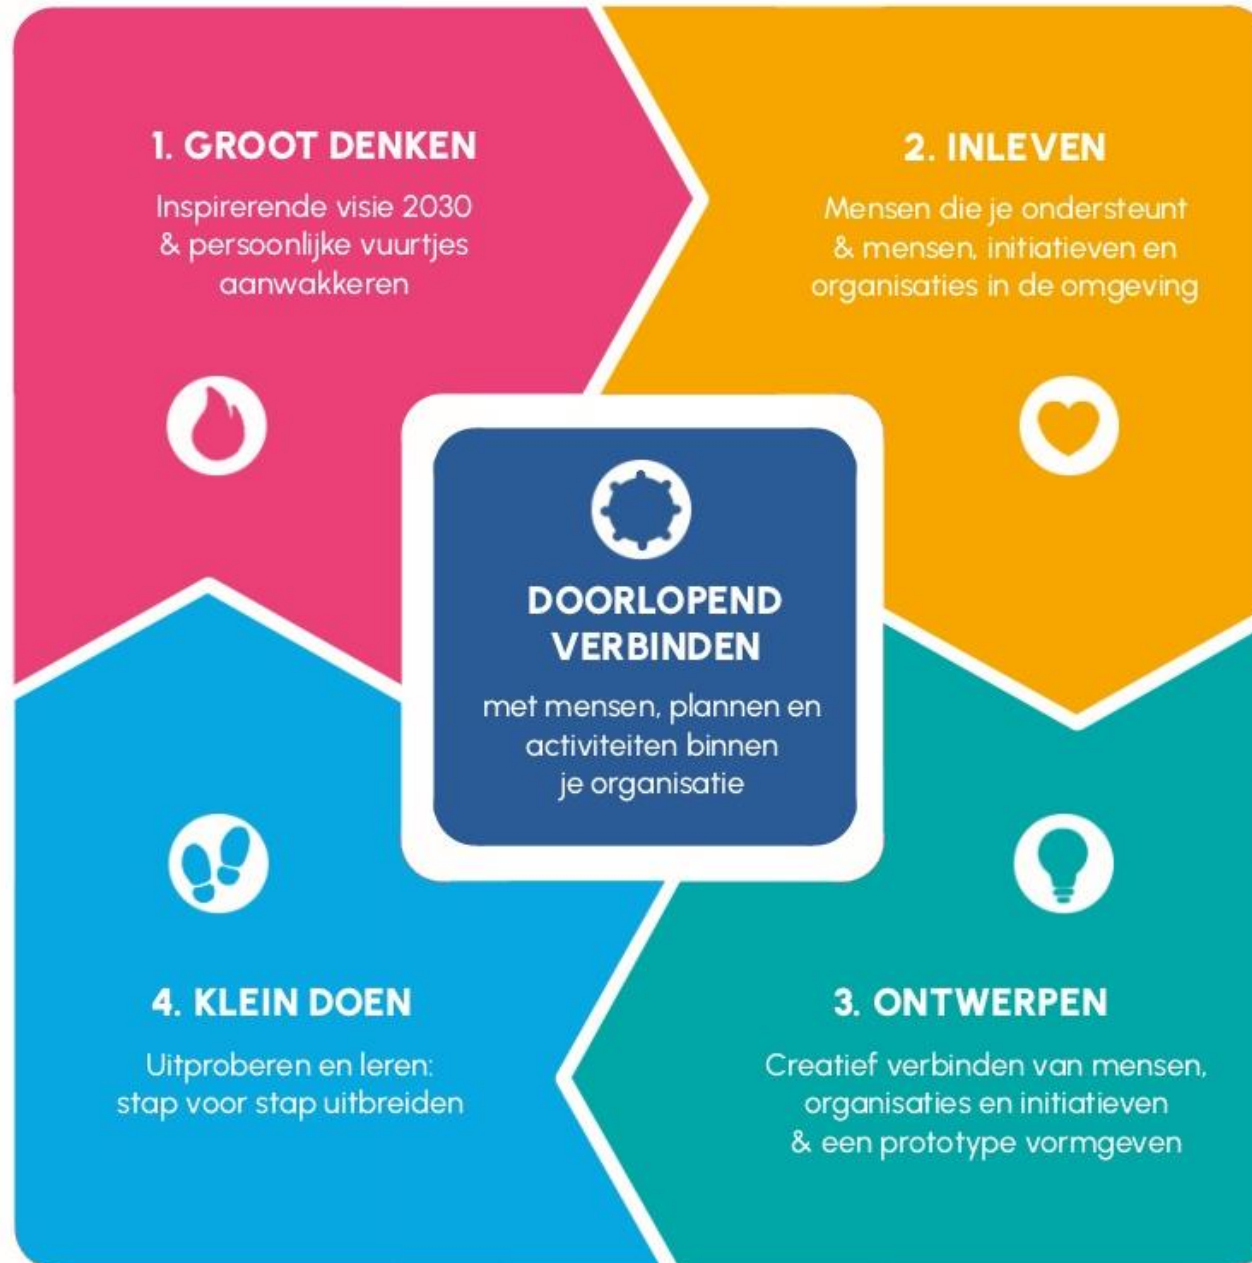 1. GROOT DENKEN
Inspirerende visie 2030
& persoonlijke vuurtjes
aanwakkeren
2. INLEVEN
Mensen die je ondersteunt
& mensen, initiatieven en
organisaties in de omgeving
DOORLOPEND
VERBINDEN
met mensen, plannen en
activiteiten binnen
je organisatie
3. ONTWERPEN
Creatief verbinden van mensen,
organisaties en initiatieven
& een prototype vormgeven
4. KLEIN DOEN
Uitproberen en leren:
stap voor stap uitbreiden